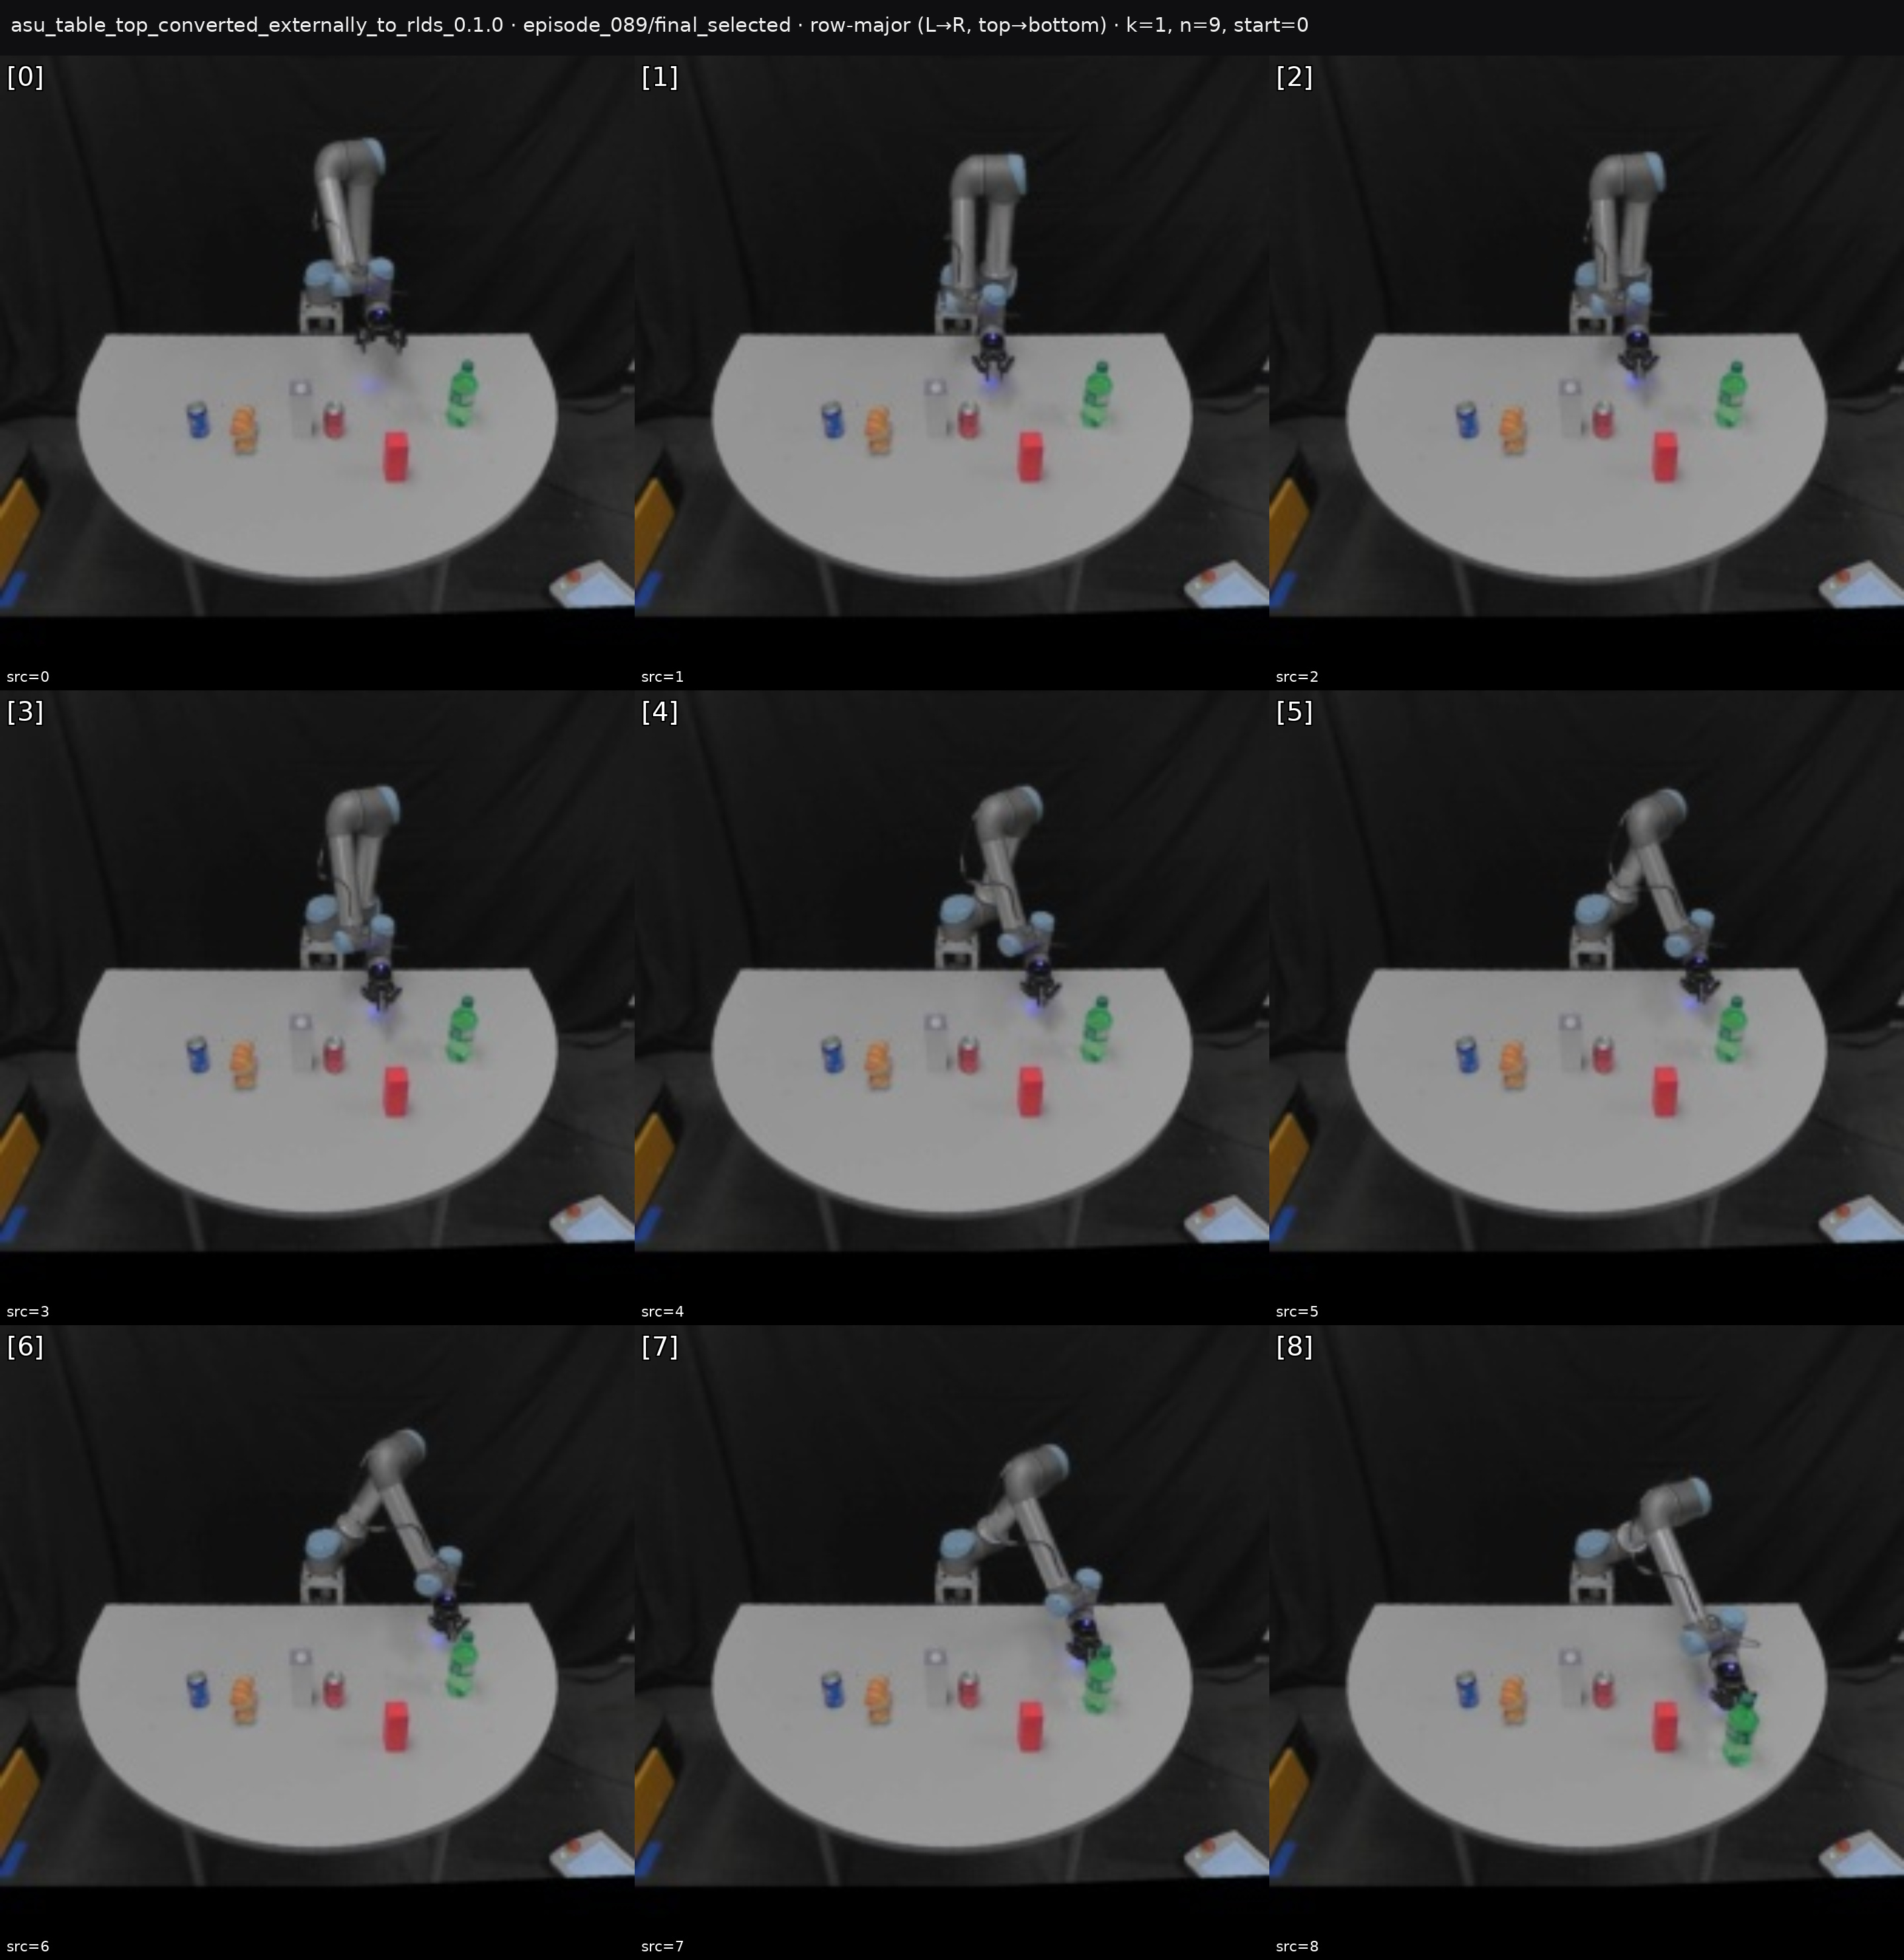 asu_table_top_converted_externally_to_rlds_0.1.0 · episode_089/final_selected · row-major (L→R, top→bottom) · k=1, n=9, start=0
[0]
[1]
[2]
src=0
src=1
src=2
[3]
[4]
[5]
src=3
src=4
src=5
[6]
[7]
[8]
src=6
src=7
src=8